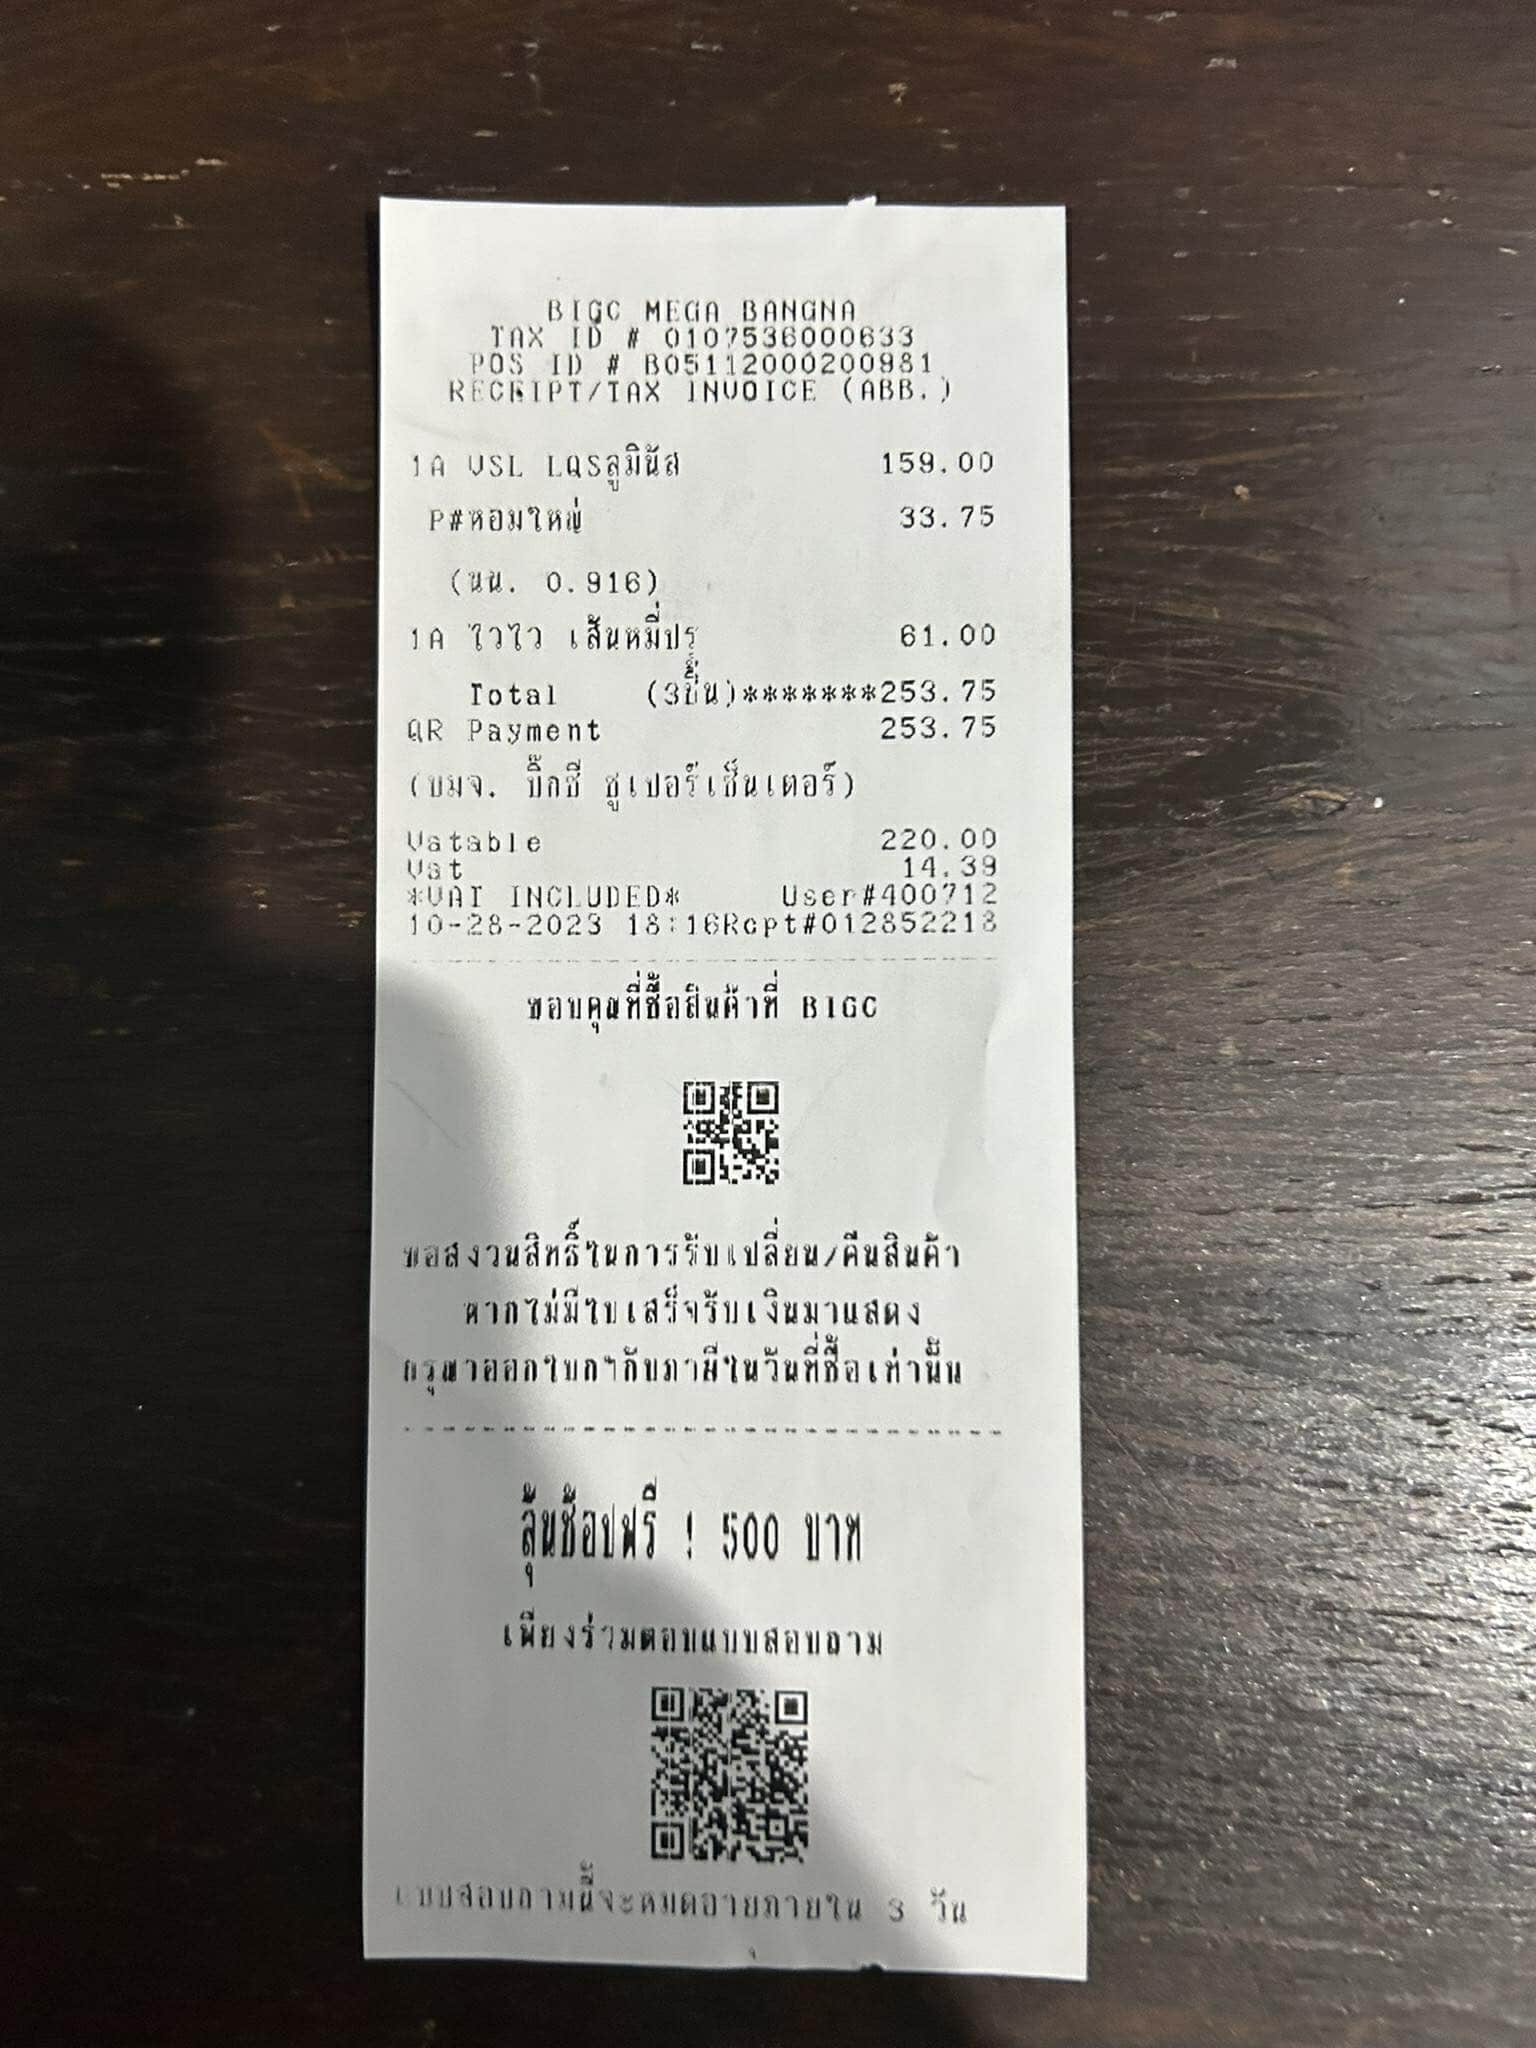 BIGC MEGA BANGNA
TAX ID # 0107536000633
POS ID # B05112000200981
RECEIPT/TAX INVOICE (ABB.)
1A VSL LQSลูมินัส 159.00
P#หอมใหญ่ 33.75
(นน. 0.916)
1A ไวไว เส้นหมี่ปรุ 61.00
Total (3ชิ้น)*******253.75
QR Payment 253.75
(บมจ. บิ๊กซี ซูเปอร์เซ็นเตอร์)
Vatable 220.00
Vat 14.39
*VAT INCLUDED* User#400712
10-28-2023 18:16Rcpt#012852213
ขอบคุณที่ซื้อสินค้าที่ BIGC
ขอสงวนสิทธิ์ในการรับเปลี่ยน/คืนสินค้า
หากไม่มีใบเสร็จรับเงินมาแสดง
กรุณาออกใบกำกับภาษีในวันที่ซื้อเท่านั้น
ลุ้นช้อปฟรี ! 500 บาท
เพียงร่วมตอบแบบสอบถาม
แบบสอบถามนี้จะหมดอายุภายใน 3 วัน